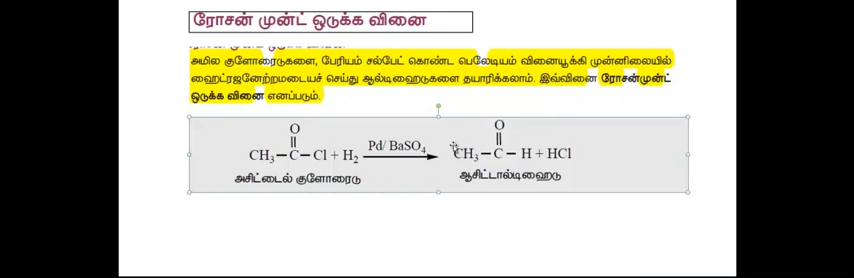 ரோசன் முன்ட் ஒடுக்க வினை
அமில குளோரைடுகளை, பேரியம் சல்பேட் கொண்ட பெலேடியம் வினையூக்கி முன்னிலையில்
ஹைட்ரஜனேற்றமடையச் செய்து ஆல்டிஹைடுகளை தயாரிக்கலாம். இவ்வினை ரோசன்முன்ட்
ஒடுக்க வினை எனப்படும்.
O O
|| ||
CH₃ – C – Cl + H₂ Pd/ BaSO₄ → CH₃ – C – H + HCl
அசிட்டைல் குளோரைடு ஆசிட்டால்டிஹைடு